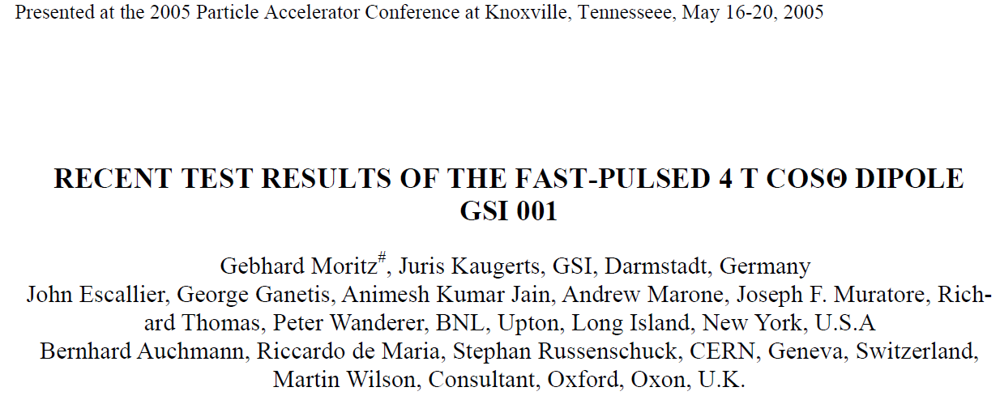 Presented at the 2005 Particle Accelerator Conference at Knoxville, Tennesseee, May 16-20, 2005
RECENT TEST RESULTS OF THE FAST-PULSED 4 T COSΘ DIPOLE
GSI 001
Gebhard Moritz#, Juris Kaugerts, GSI, Darmstadt, Germany
John Escallier, George Ganetis, Animesh Kumar Jain, Andrew Marone, Joseph F. Muratore, Rich-
ard Thomas, Peter Wanderer, BNL, Upton, Long Island, New York, U.S.A
Bernhard Auchmann, Riccardo de Maria, Stephan Russenschuck, CERN, Geneva, Switzerland,
Martin Wilson, Consultant, Oxford, Oxon, U.K.